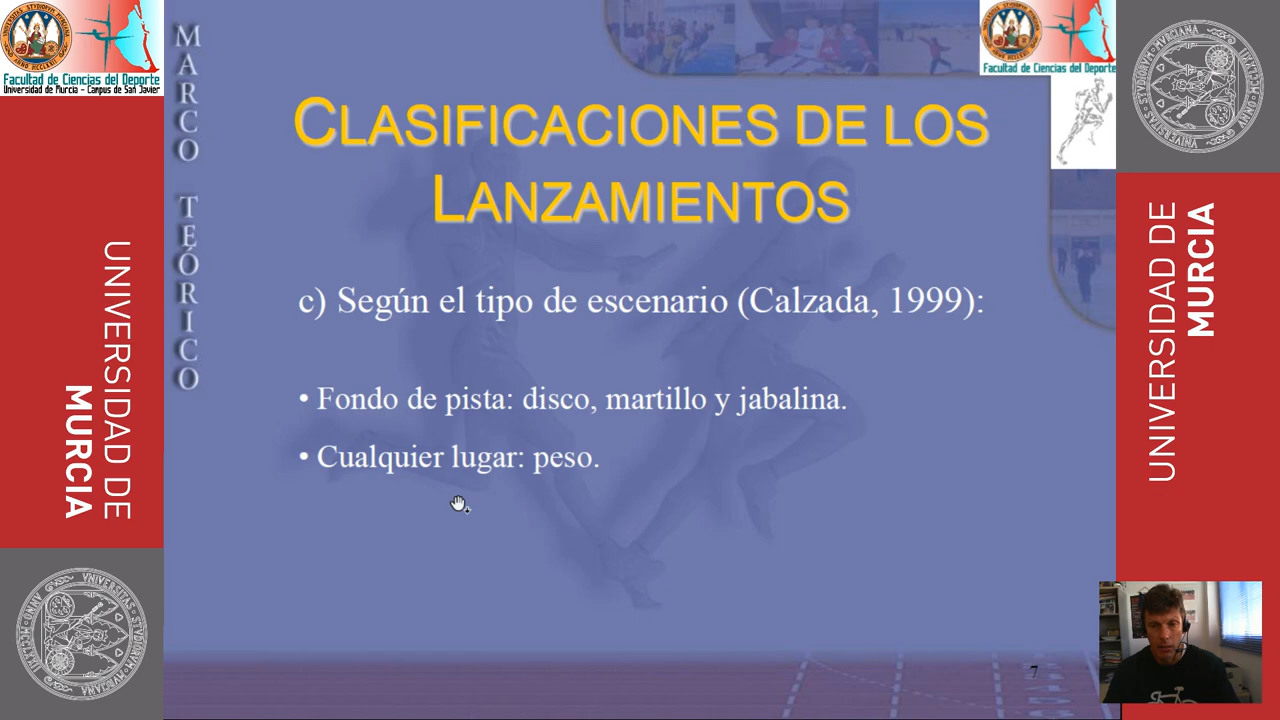 Facultad de Ciencias del Deporte
Universidad de Murcia - Campus de San Javier
UNIVERSIDAD DE
MURCIA
MARCO TEÓRICO
CLASIFICACIONES DE LOS
LANZAMIENTOS
c) Según el tipo de escenario (Calzada, 1999):
• Fondo de pista: disco, martillo y jabalina.
• Cualquier lugar: peso.
7
Facultad de Ciencias del Deporte
UNIVERSIDAD DE
MURCIA